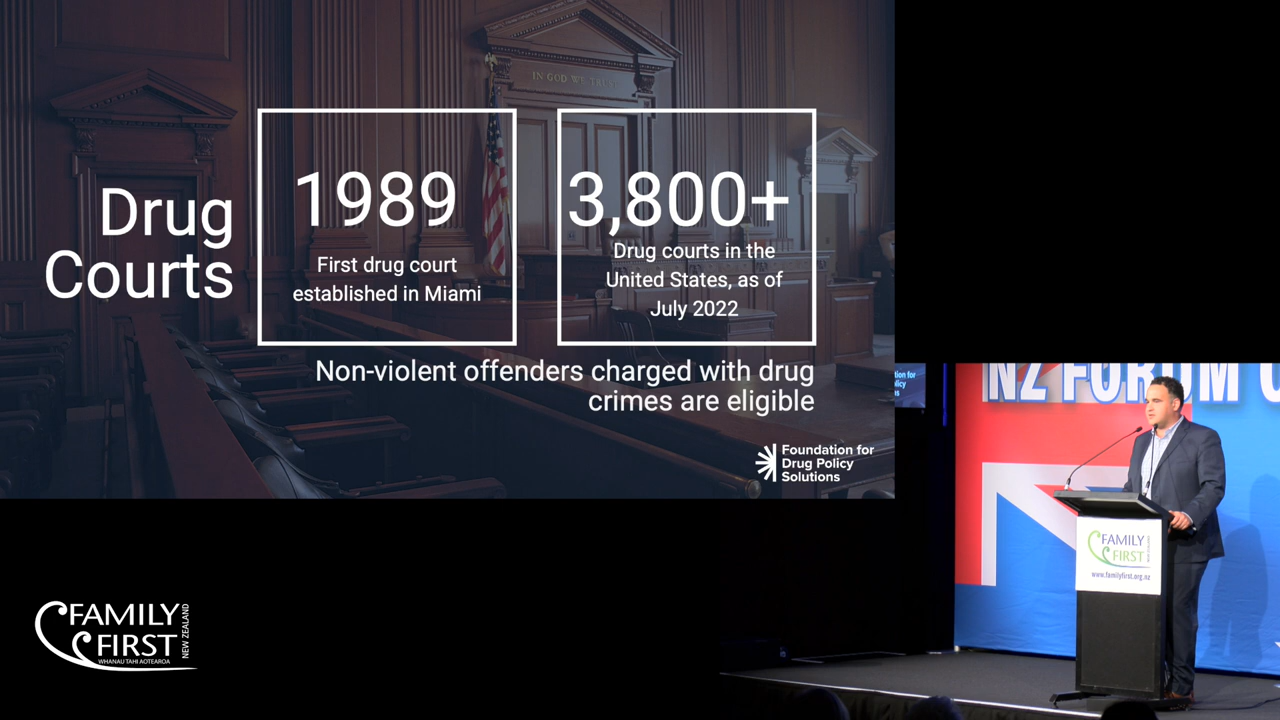 IN GOD WE TRUST
Drug
Courts
1989
First drug court
established in Miami
3,800+
Drug courts in the
United States, as of
July 2022
Non-violent offenders charged with drug
crimes are eligible
Foundation for
Drug Policy
Solutions
NZ FORUM O
FAMILY
FIRST
www.familyfirst.org.nz
FAMILY
FIRST
NEW ZEALAND
WHANAU TAHI AOTEAROA